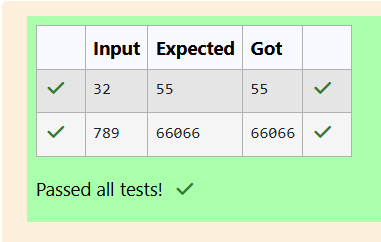 Input Expected Got
32 55 55
789 66066 66066
Passed all tests!